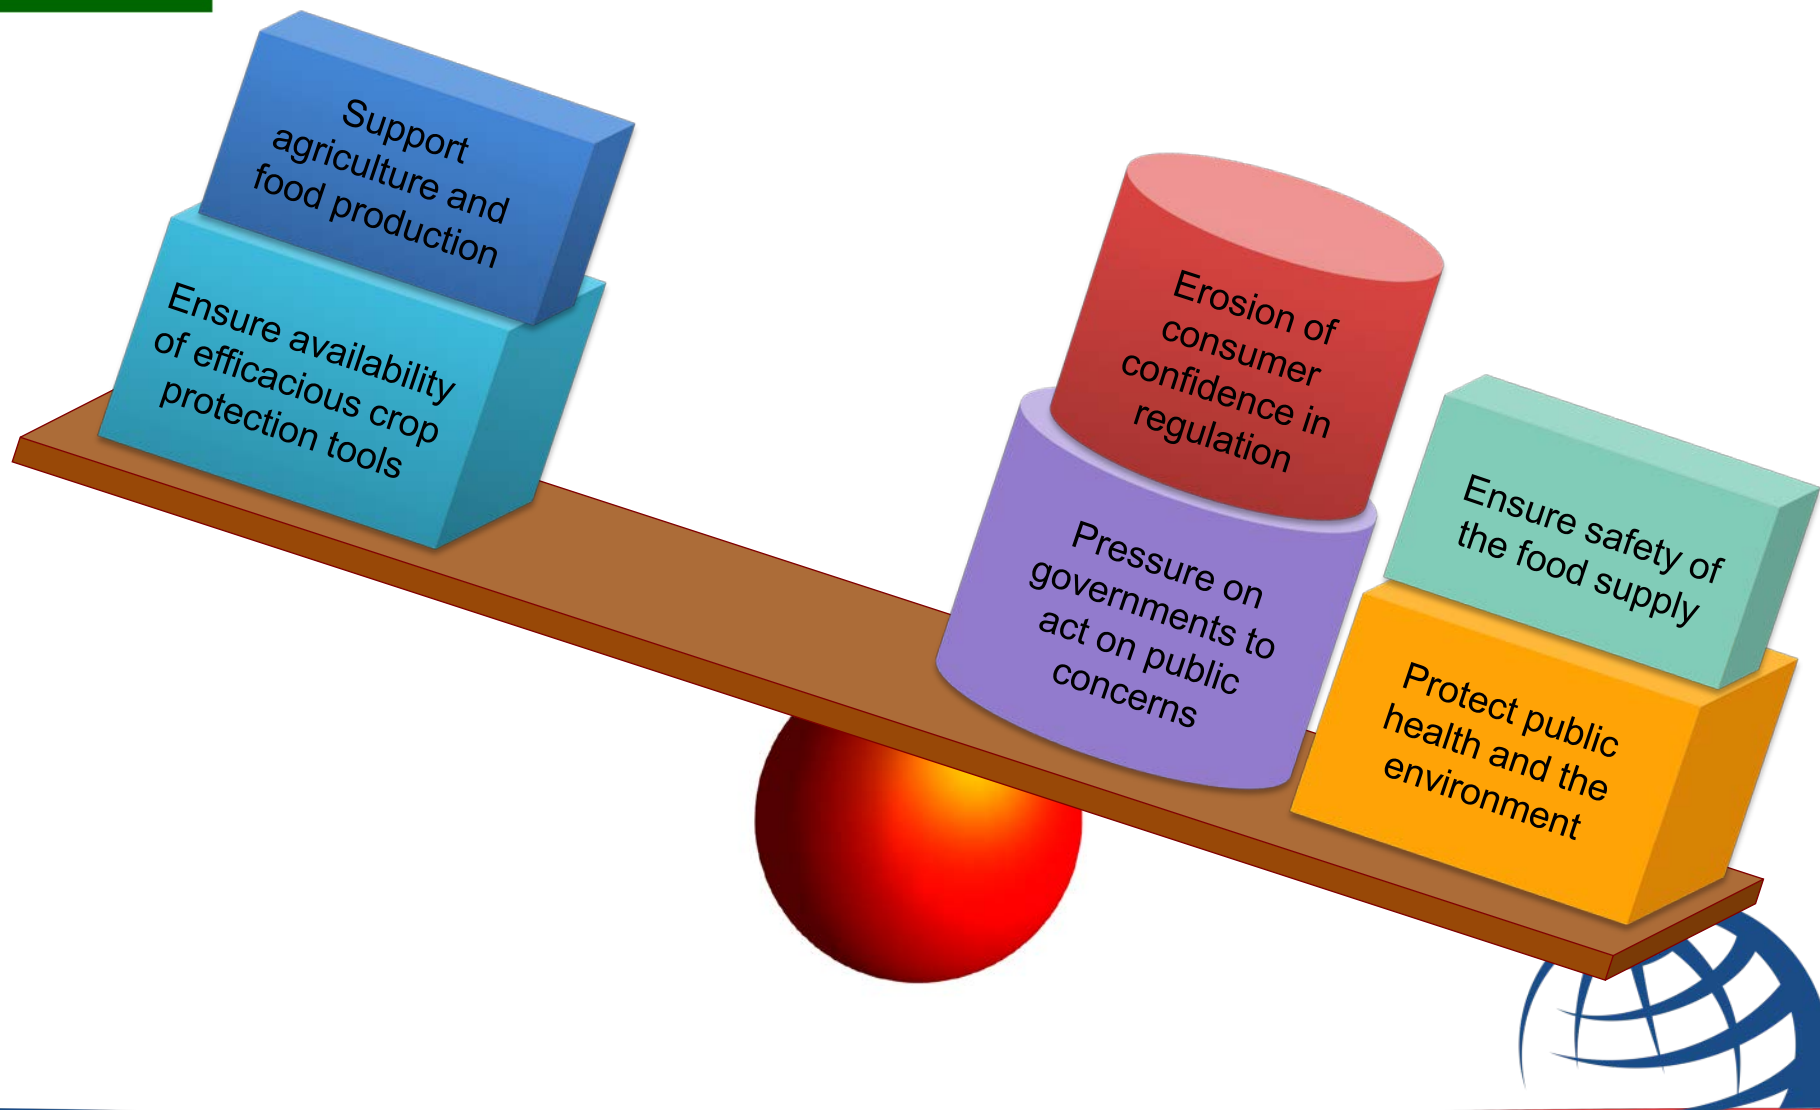 Support
agriculture and
food production
Ensure availability
of efficacious crop
protection tools
Erosion of
consumer
confidence in
regulation
Pressure on
governments to
act on public
concerns
Ensure safety of
the food supply
Protect public
health and the
environment